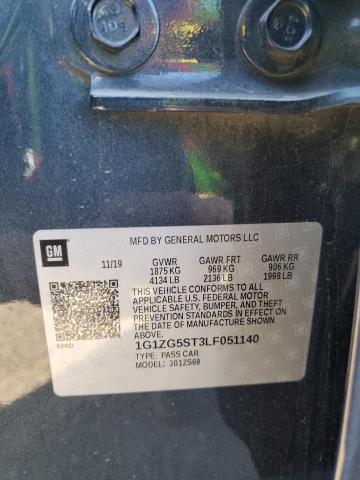 GM
MFD BY GENERAL MOTORS LLC
11/19 GVWR GAWR FRT GAWR RR
1875 KG 969 KG 906 KG
4134 LB 2136 LB 1998 LB
THIS VEHICLE CONFORMS TO ALL
APPLICABLE U.S. FEDERAL MOTOR
VEHICLE SAFETY, BUMPER, AND THEFT
PREVENTION STANDARDS IN EFFECT ON
THE DATE OF MANUFACTURE SHOWN ABOVE.
1G1ZG5ST3LF051140
TYPE: PASS CAR
MODEL: 301ZS69